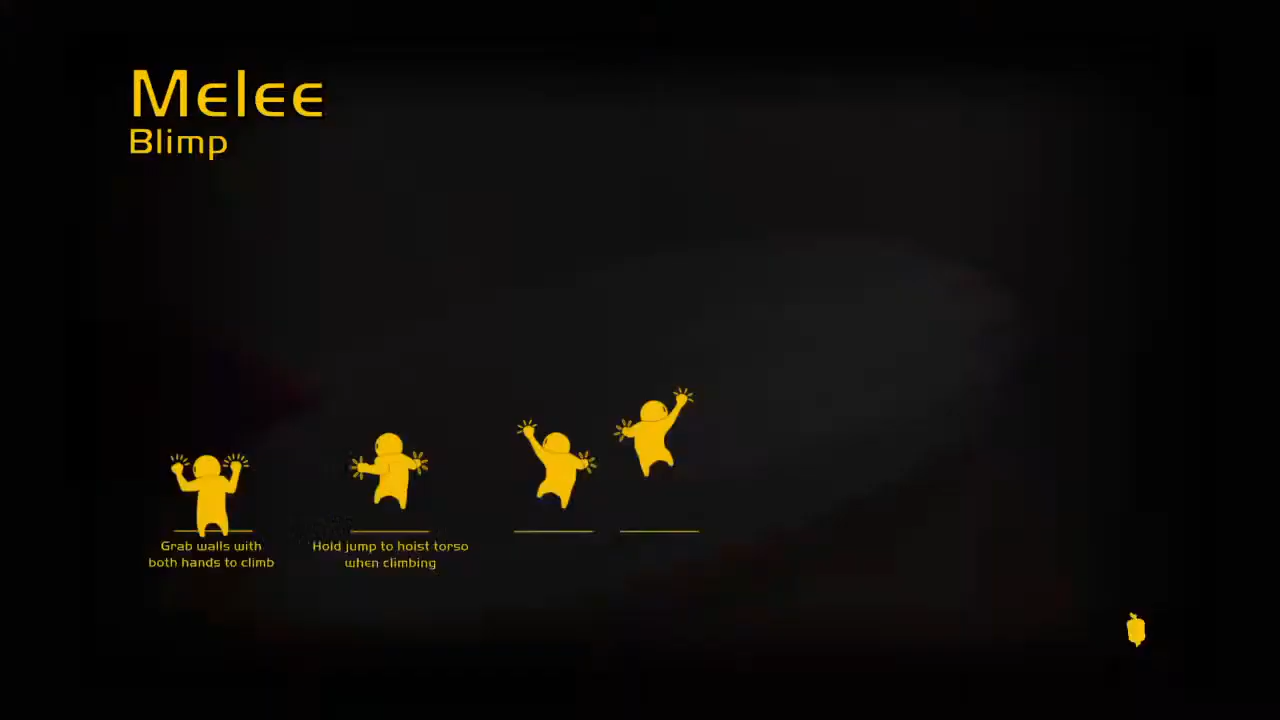 Melee
Blimp
Grab walls with
both hands to climb
Hold jump to hoist torso
when climbing